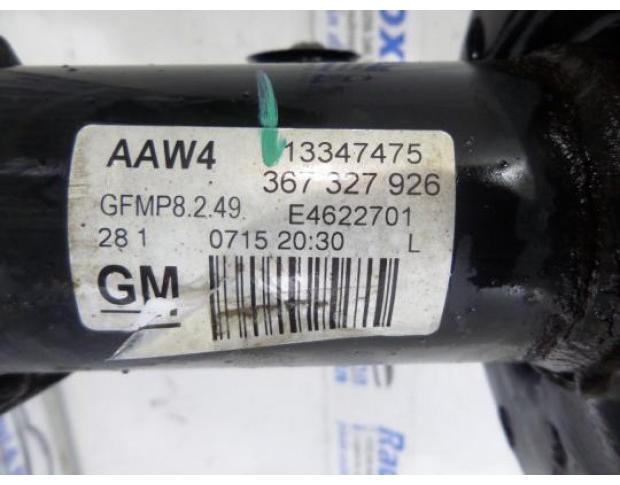 AAW4 13347475
367 327 926
GFMP8.2.49. E4622701
28 1 0715 20:30 L
GM